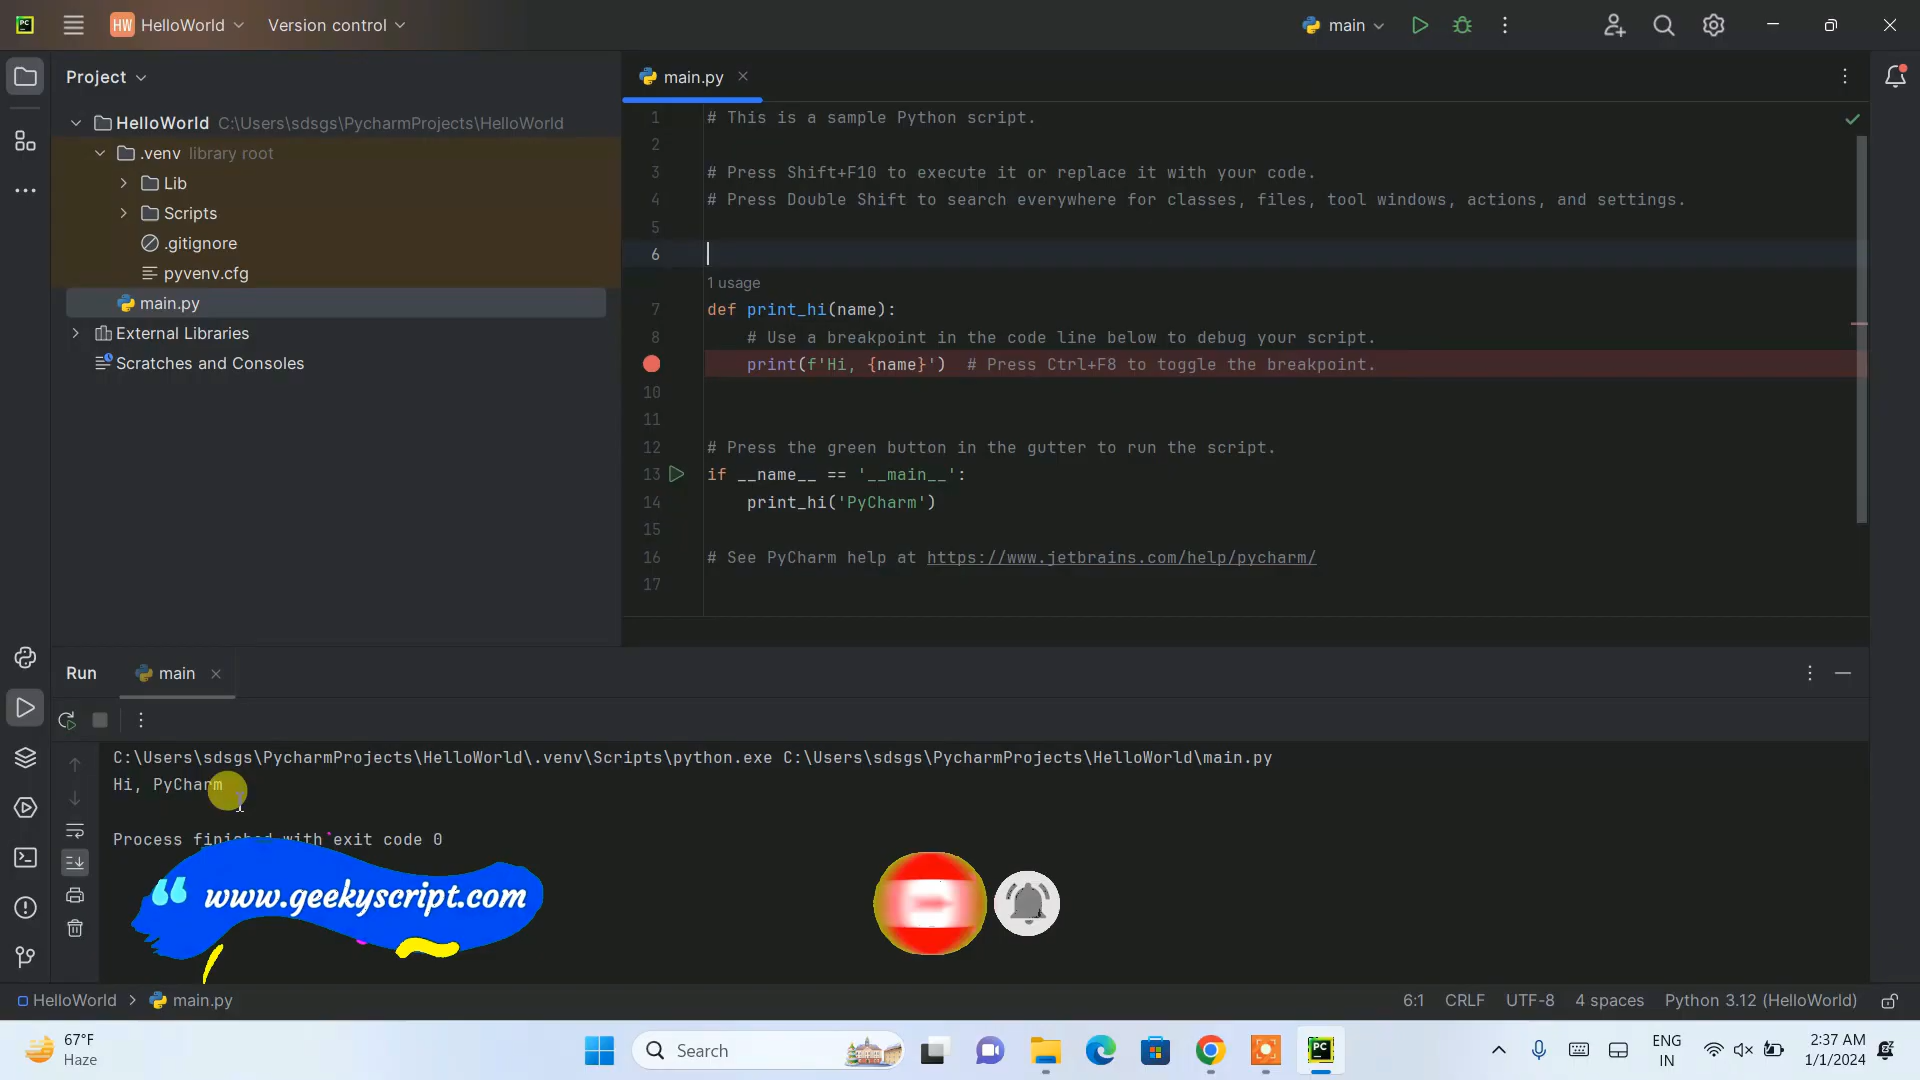 PC
HW HelloWorld
Version control
main
Project
main.py
HelloWorld C:\Users\sdsgs\PycharmProjects\HelloWorld
.venv library root
Lib
Scripts
.gitignore
pyvenv.cfg
main.py
External Libraries
Scratches and Consoles
1 # This is a sample Python script.
2
3 # Press Shift+F10 to execute it or replace it with your code.
4 # Press Double Shift to search everywhere for classes, files, tool windows, actions, and settings.
5
6
1 usage
7 def print_hi(name):
8 # Use a breakpoint in the code line below to debug your script.
print(f'Hi, {name}') # Press Ctrl+F8 to toggle the breakpoint.
10
11
12 # Press the green button in the gutter to run the script.
13 if __name__ == '__main__':
14 print_hi('PyCharm')
15
16 # See PyCharm help at https://www.jetbrains.com/help/pycharm/
17
Run
main
C:\Users\sdsgs\PycharmProjects\HelloWorld\.venv\Scripts\python.exe C:\Users\sdsgs\PycharmProjects\HelloWorld\main.py
Hi, PyCharm
Process finished with exit code 0
www.geekyscript.com
HelloWorld
main.py
6:1 CRLF UTF-8 4 spaces Python 3.12 (HelloWorld)
67°F
Haze
Search
PC
ENG
IN
2:37 AM
1/1/2024